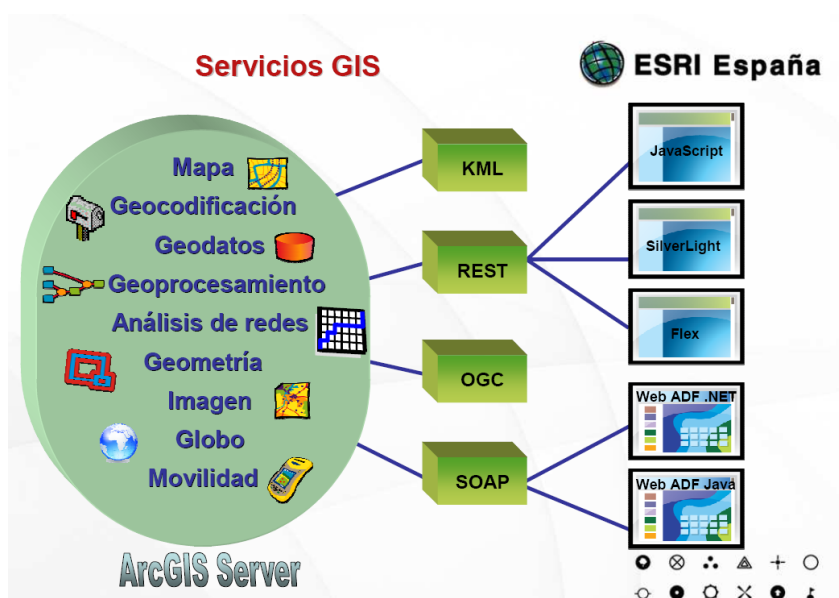 Servicios GIS
ESRI España
Mapa
Geocodificación
Geodatos
Geoprocesamiento
Análisis de redes
Geometría
Imagen
Globo
Movilidad
ArcGIS Server
KML
REST
OGC
SOAP
JavaScript
SilverLight
Flex
Web ADF .NET
Web ADF Java